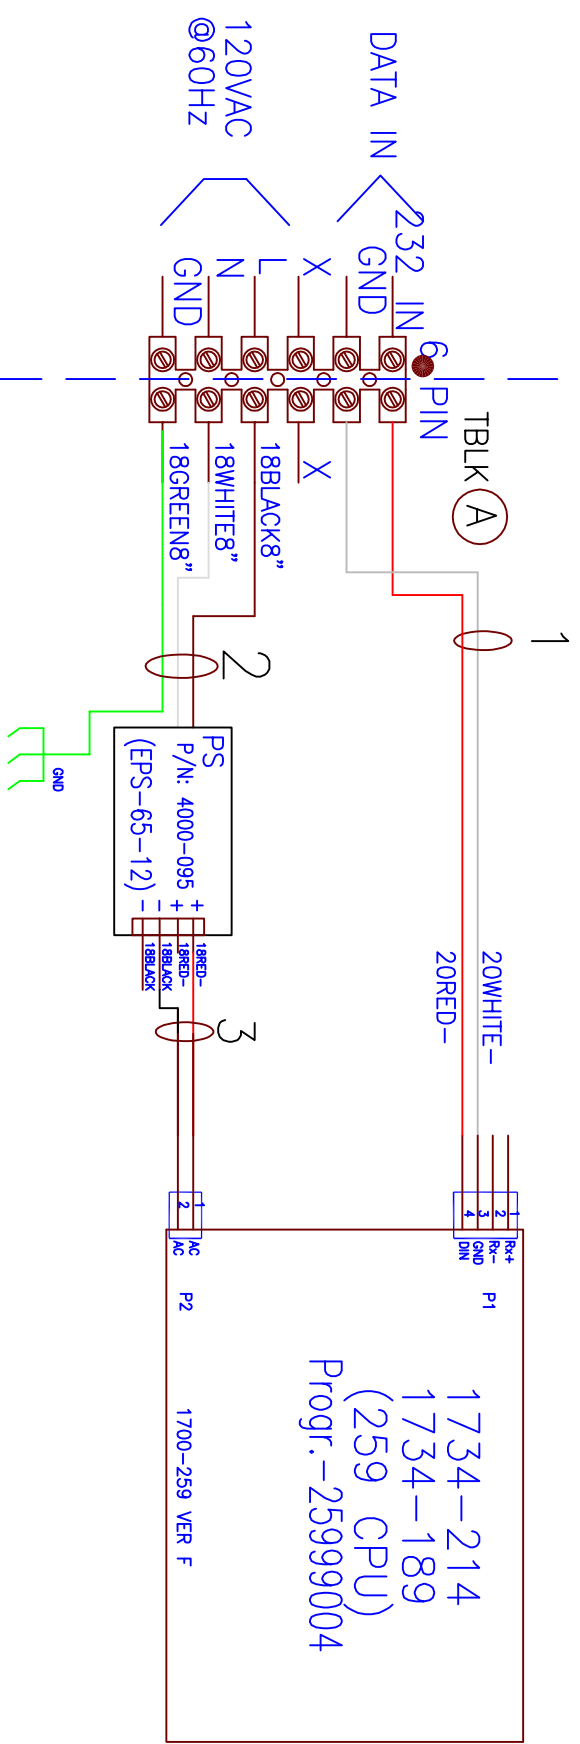 DATA IN
232 IN
GND
X
L
N
GND
120VAC
@60Hz
6 PIN
TBLK
A
X
18BLACK8"
18WHITE8"
18GREEN8"
1
2
GND
PS
P/N: 4000-095
(EPS-65-12)
+
+
-
-
18RED-
18RED-
18BLACK
18BLACK
3
20WHITE-
20RED-
1
2
3
4
Rx+
Rx-
GND
DIN
P1
1
2
AC
AC
P2
1734-214
1734-189
(259 CPU)
Progr.-25999004
1700-259 VER F